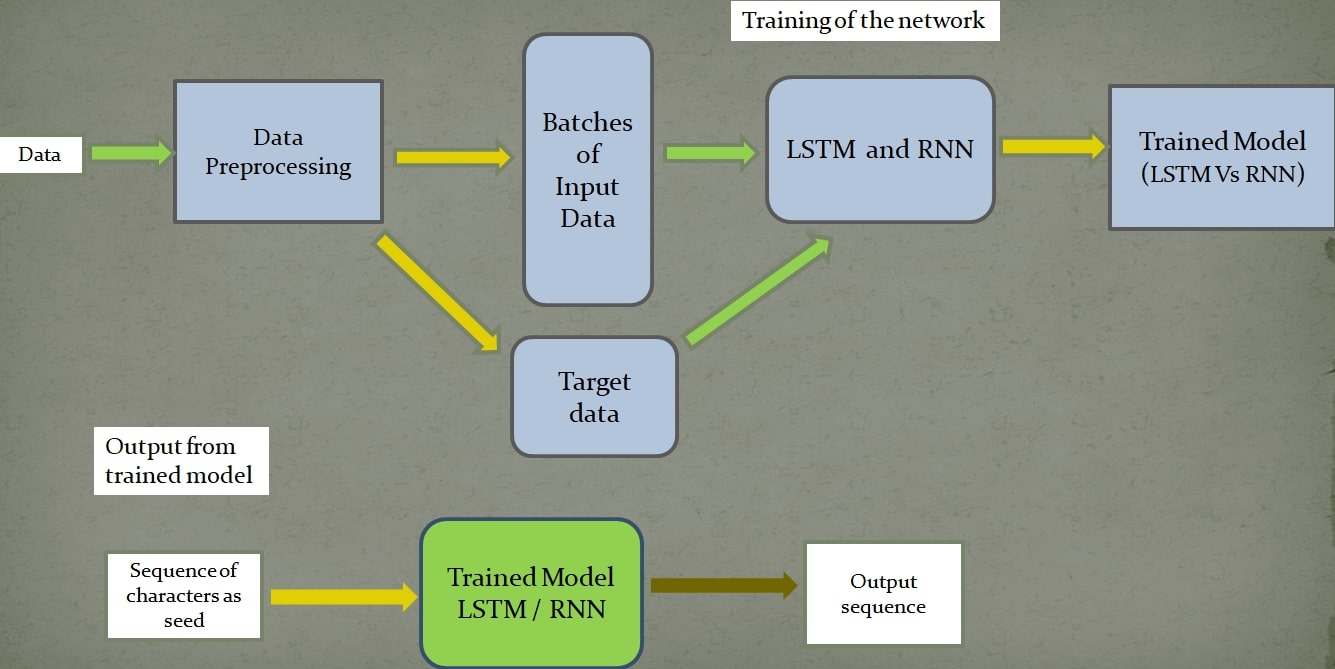 Training of the network
Data
Data
Preprocessing
Batches
of
Input
Data
LSTM and RNN
Trained Model
(LSTM Vs RNN)
Target
data
Output from
trained model
Sequence of
characters as
seed
Trained Model
LSTM / RNN
Output
sequence